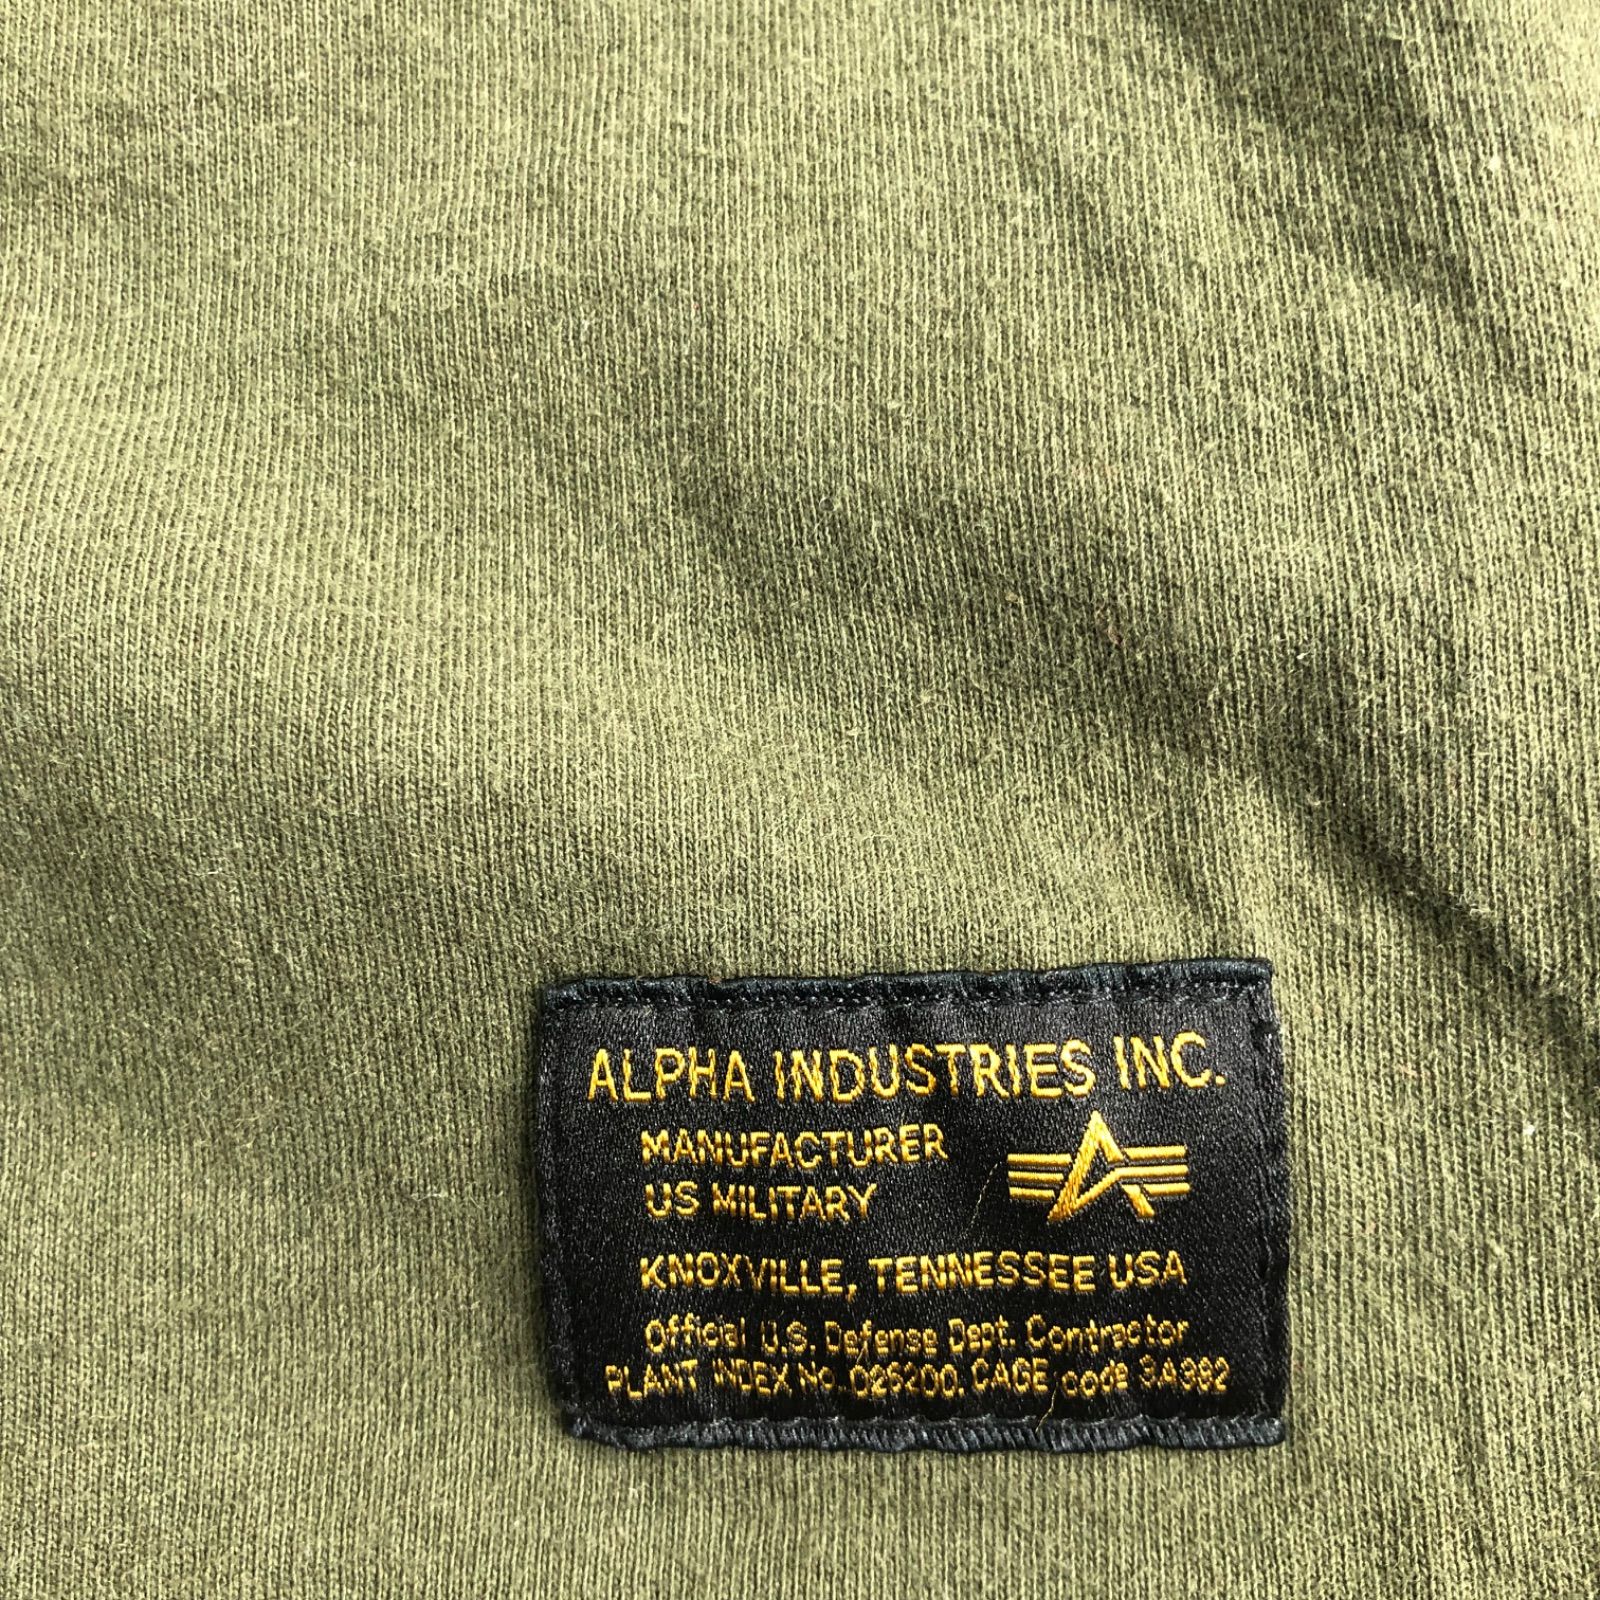 ALPHA INDUSTRIES INC.
MANUFACTURER
US MILITARY
KNOXVILLE, TENNESSEE USA
Official U.S. Defense Dept. Contractor
PLANT INDEX No. 026200. CAGE code 3A992